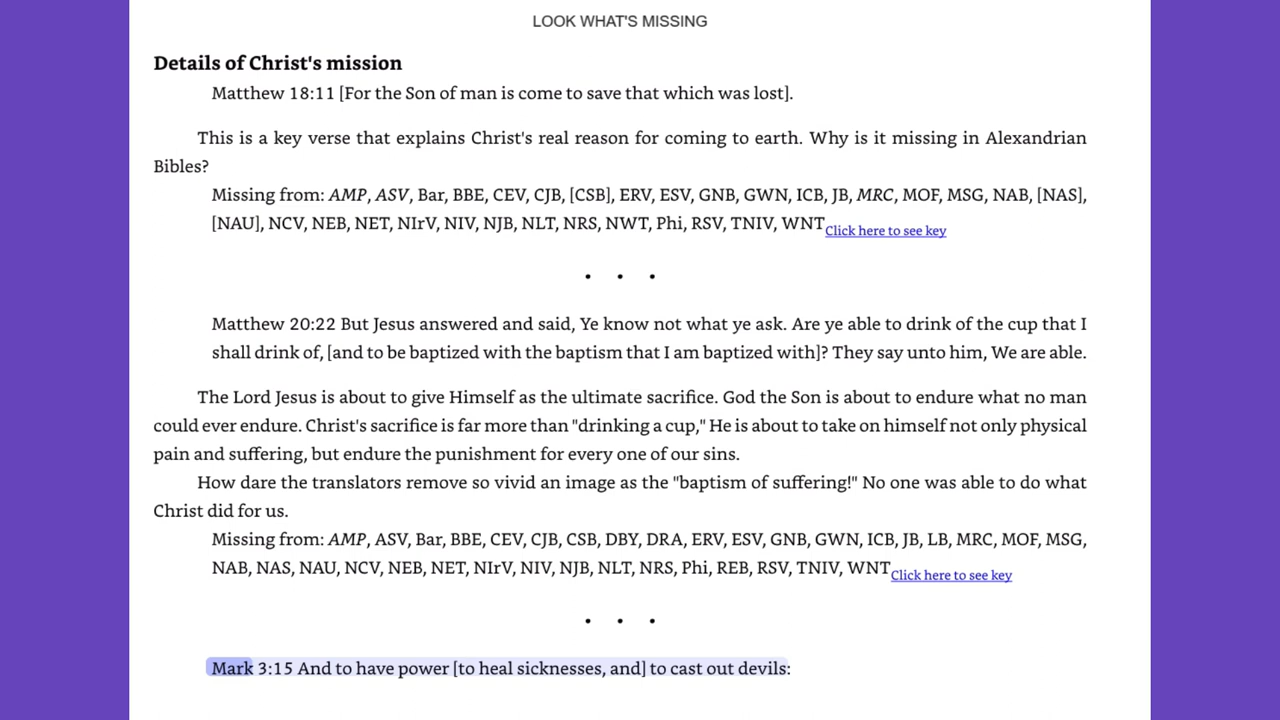 LOOK WHAT'S MISSING
Details of Christ's mission
Matthew 18:11 [For the Son of man is come to save that which was lost].
This is a key verse that explains Christ's real reason for coming to earth. Why is it missing in Alexandrian
Bibles?
Missing from: AMP, ASV, Bar, BBE, CEV, CJB, [CSB], ERV, ESV, GNB, GWN, ICB, JB, MRC, MOF, MSG, NAB, [NAS],
[NAU], NCV, NEB, NET, NIrV, NIV, NJB, NLT, NRS, NWT, Phi, RSV, TNIV, WNT Click here to see key
• • •
Matthew 20:22 But Jesus answered and said, Ye know not what ye ask. Are ye able to drink of the cup that I
shall drink of, [and to be baptized with the baptism that I am baptized with]? They say unto him, We are able.
The Lord Jesus is about to give Himself as the ultimate sacrifice. God the Son is about to endure what no man
could ever endure. Christ's sacrifice is far more than "drinking a cup," He is about to take on himself not only physical
pain and suffering, but endure the punishment for every one of our sins.
How dare the translators remove so vivid an image as the "baptism of suffering!" No one was able to do what
Christ did for us.
Missing from: AMP, ASV, Bar, BBE, CEV, CJB, CSB, DBY, DRA, ERV, ESV, GNB, GWN, ICB, JB, LB, MRC, MOF, MSG,
NAB, NAS, NAU, NCV, NEB, NET, NIrV, NIV, NJB, NLT, NRS, Phi, REB, RSV, TNIV, WNT Click here to see key
• • •
Mark 3:15 And to have power [to heal sicknesses, and] to cast out devils: